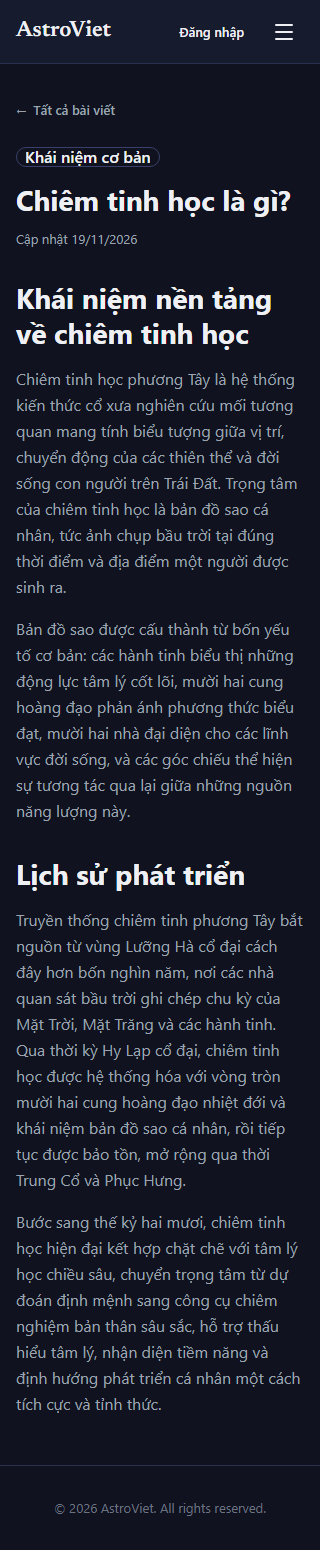 AstroViet
Đăng nhập
← Tất cả bài viết
Khái niệm cơ bản
Chiêm tinh học là gì?
Cập nhật 19/11/2026
Khái niệm nền tảng
về chiêm tinh học
Chiêm tinh học phương Tây là hệ thống
kiến thức cổ xưa nghiên cứu mối tương
quan mang tính biểu tượng giữa vị trí,
chuyển động của các thiên thể và đời
sống con người trên Trái Đất. Trọng tâm
của chiêm tinh học là bản đồ sao cá
nhân, tức ảnh chụp bầu trời tại đúng
thời điểm và địa điểm một người được
sinh ra.
Bản đồ sao được cấu thành từ bốn yếu
tố cơ bản: các hành tinh biểu thị những
động lực tâm lý cốt lõi, mười hai cung
hoàng đạo phản ánh phương thức biểu
đạt, mười hai nhà đại diện cho các lĩnh
vực đời sống, và các góc chiếu thể hiện
sự tương tác qua lại giữa những nguồn
năng lượng này.
Lịch sử phát triển
Truyền thống chiêm tinh phương Tây bắt
nguồn từ vùng Lưỡng Hà cổ đại cách
đây hơn bốn nghìn năm, nơi các nhà
quan sát bầu trời ghi chép chu kỳ của
Mặt Trời, Mặt Trăng và các hành tinh.
Qua thời kỳ Hy Lạp cổ đại, chiêm tinh
học được hệ thống hóa với vòng tròn
mười hai cung hoàng đạo nhiệt đới và
khái niệm bản đồ sao cá nhân, rồi tiếp
tục được bảo tồn, mở rộng qua thời
Trung Cổ và Phục Hưng.
Bước sang thế kỷ hai mươi, chiêm tinh
học hiện đại kết hợp chặt chẽ với tâm lý
học chiều sâu, chuyển trọng tâm từ dự
đoán định mệnh sang công cụ chiêm
nghiệm bản thân sâu sắc, hỗ trợ thấu
hiểu tâm lý, nhận diện tiềm năng và
định hướng phát triển cá nhân một cách
tích cực và tỉnh thức.
© 2026 AstroViet. All rights reserved.